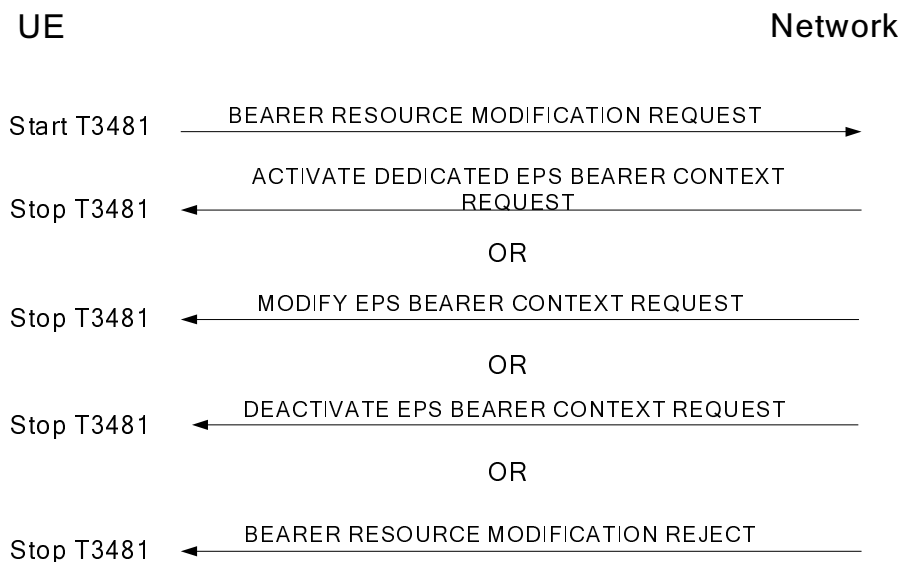 UE
Network
Start T3481
BEARER RESOURCE MODIFICATION REQUEST
ACTIVATE DEDICATED EPS BEARER CONTEXT
REQUEST
Stop T3481
OR
Stop T3481
MODIFY EPS BEARER CONTEXT REQUEST
OR
Stop T3481
DEACTIVATE EPS BEARER CONTEXT REQUEST
OR
Stop T3481
BEARER RESOURCE MODIFICATION REJECT